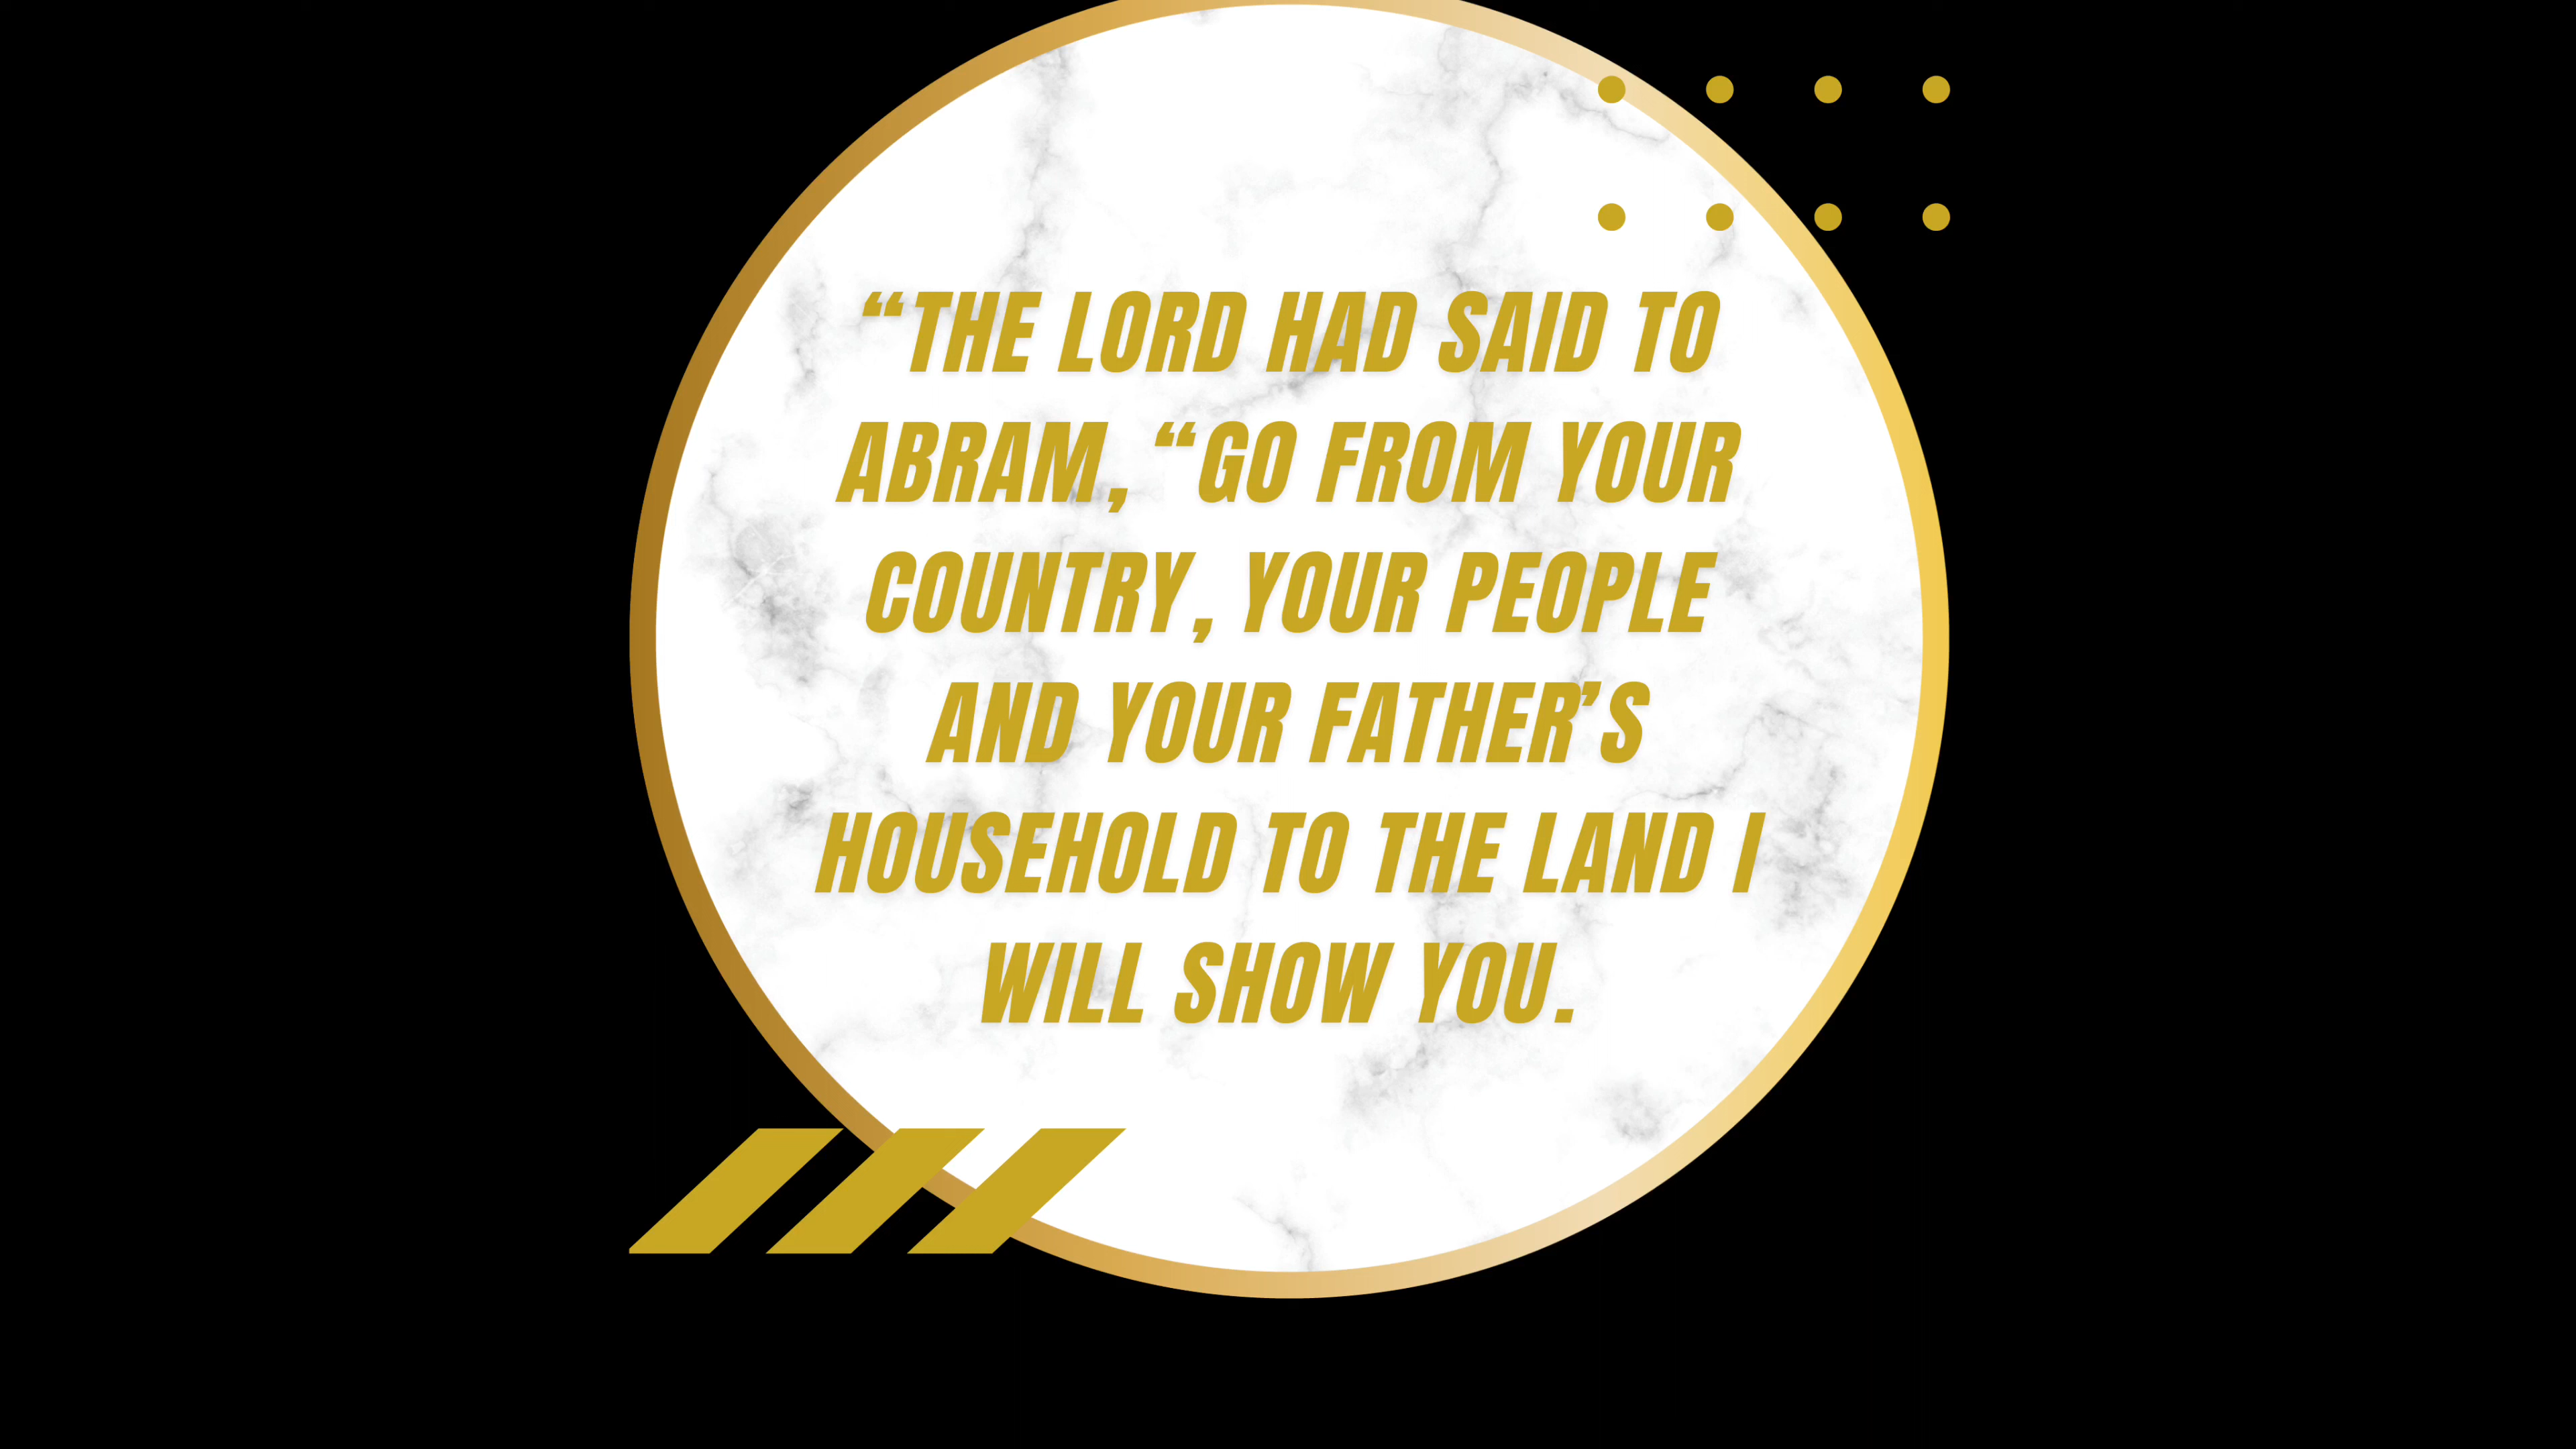 “THE LORD HAD SAID TO
ABRAM, “GO FROM YOUR
COUNTRY, YOUR PEOPLE
AND YOUR FATHER’S
HOUSEHOLD TO THE LAND I
WILL SHOW YOU.